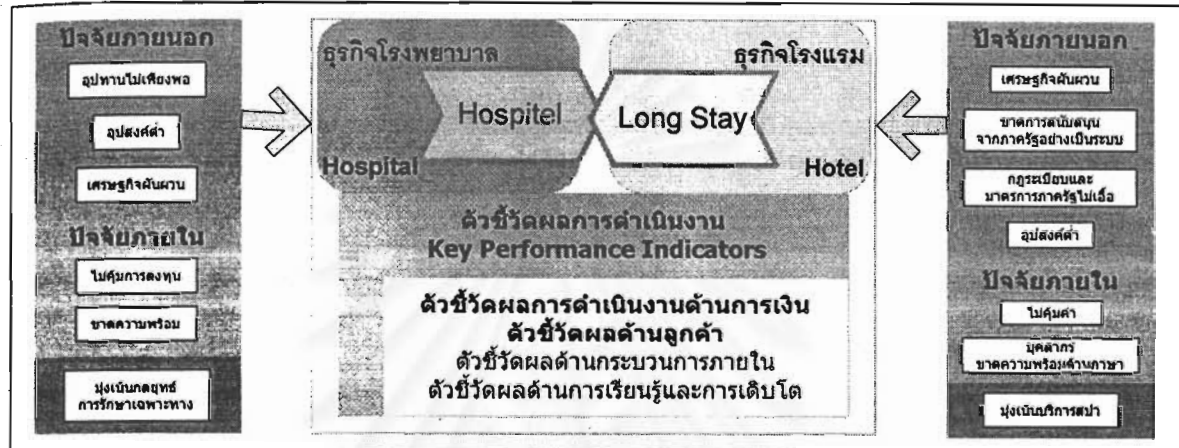 ปัจจัยภายนอก
อุปทานไม่เพียงพอ
อุปสงค์ต่ำ
เศรษฐกิจผันผวน
ปัจจัยภายใน
ไม่คุ้มการลงทุน
ขาดความพร้อม
มุ่งเน้นกลยุทธ์
การรักษาเฉพาะทาง
ธุรกิจโรงพยาบาล
Hospitel
Hospital
ธุรกิจโรงแรม
Long Stay
Hotel
ตัวชี้วัดผลการดำเนินงาน
Key Performance Indicators
ตัวชี้วัดผลการดำเนินงานด้านการเงิน
ตัวชี้วัดผลด้านลูกค้า
ตัวชี้วัดผลด้านกระบวนการภายใน
ตัวชี้วัดผลด้านการเรียนรู้และการเติบโต
ปัจจัยภายนอก
เศรษฐกิจผันผวน
ขาดการสนับสนุน
จากภาครัฐอย่างเป็นระบบ
กฎระเบียบและ
มาตรการภาครัฐไม่เอื้อ
อุปสงค์ต่ำ
ปัจจัยภายใน
ไม่คุ้มค่า
บุคลากร
ขาดความพร้อมด้านภาษา
มุ่งเน้นบริการสปา